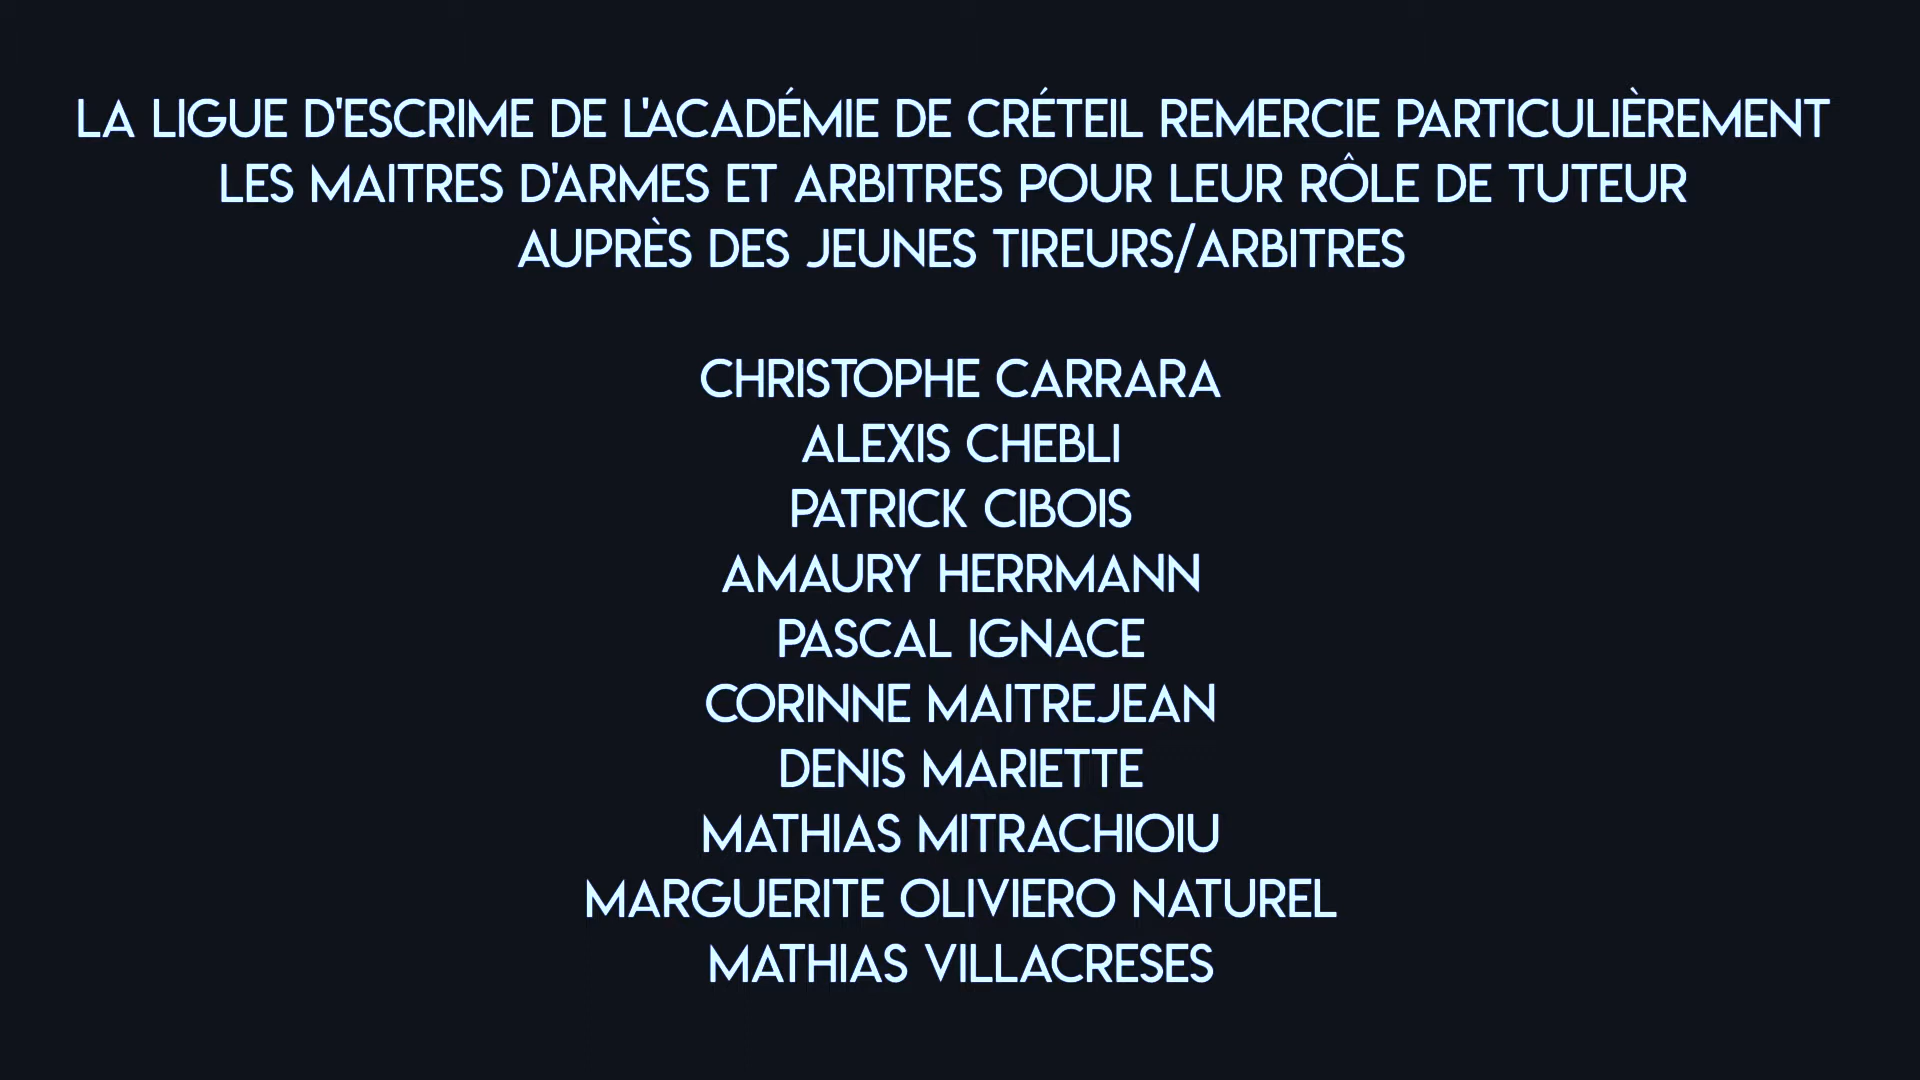 LA LIGUE D'ESCRIME DE L'ACADÉMIE DE CRÉTEIL REMERCIE PARTICULIÈREMENT
LES MAITRES D'ARMES ET ARBITRES POUR LEUR RÔLE DE TUTEUR
AUPRÈS DES JEUNES TIREURS/ARBITRES
CHRISTOPHE CARRARA
ALEXIS CHEBLI
PATRICK CIBOIS
AMAURY HERRMANN
PASCAL IGNACE
CORINNE MAITREJEAN
DENIS MARIETTE
MATHIAS MITRACHIOIU
MARGUERITE OLIVIERO NATUREL
MATHIAS VILLACRESES